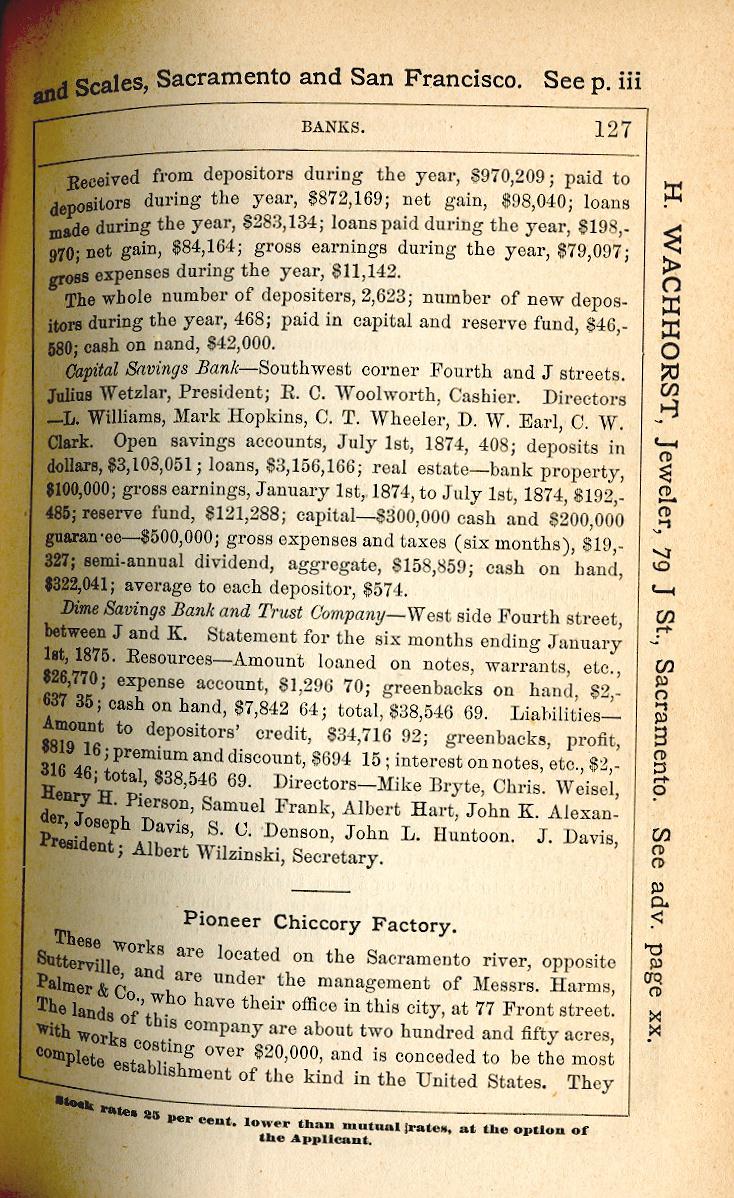 and Scales, Sacramento and San Francisco. See p. iii
BANKS. 127
Received from depositors during the year, $970,209; paid to
depositors during the year, $872,169; net gain, $98,040; loans
made during the year, $283,134; loans paid during the year, $198,-
970; net gain, $84,164; gross earnings during the year, $79,097;
gross expenses during the year, $11,142.
The whole number of depositers, 2,623; number of new depos-
itors during the year, 468; paid in capital and reserve fund, $46,-
580; cash on nand, $42,000.
Capital Savings Bank—Southwest corner Fourth and J streets.
Julius Wetzlar, President; R. C. Woolworth, Cashier. Directors
—L. Williams, Mark Hopkins, C. T. Wheeler, D. W. Earl, C. W.
Clark. Open savings accounts, July 1st, 1874, 408; deposits in
dollars, $3,103,051; loans, $3,156,166; real estate—bank property,
$100,000; gross earnings, January 1st, 1874, to July 1st, 1874, $192,-
485; reserve fund, $121,288; capital—$300,000 cash and $200,000
guaran·ee—$500,000; gross expenses and taxes (six months), $19,-
327; semi-annual dividend, aggregate, $158,859; cash on hand,
$322,041; average to each depositor, $574.
Dime Savings Bank and Trust Company—West side Fourth street,
between J and K. Statement for the six months ending January
1st, 1875. Resources—Amount loaned on notes, warrants, etc.,
$26,770; expense account, $1,296 70; greenbacks on hand, $2,-
637 35; cash on hand, $7,842 64; total, $38,546 69. Liabilities—
Amount to depositors' credit, $34,716 92; greenbacks, profit,
$819 16; premium and discount, $694 15; interest on notes, etc., $2,-
316 46; total, $38,546 69. Directors—Mike Bryte, Chris. Weisel,
Henry H. Pierson, Samuel Frank, Albert Hart, John K. Alexan-
der, Joseph Davis, S. C. Denson, John L. Huntoon. J. Davis,
President; Albert Wilzinski, Secretary.
Pioneer Chiccory Factory.
These works are located on the Sacramento river, opposite
Sutterville, and are under the management of Messrs. Harms,
Palmer & Co., who have their office in this city, at 77 Front street.
The lands of this company are about two hundred and fifty acres,
with works costing over $20,000, and is conceded to be the most
complete establishment of the kind in the United States. They
Stock rates 25 per cent. lower than mutual rates, at the option of
the Applicant.
H. WACHHORST, Jeweler, 79 J St., Sacramento. See adv. page xx.